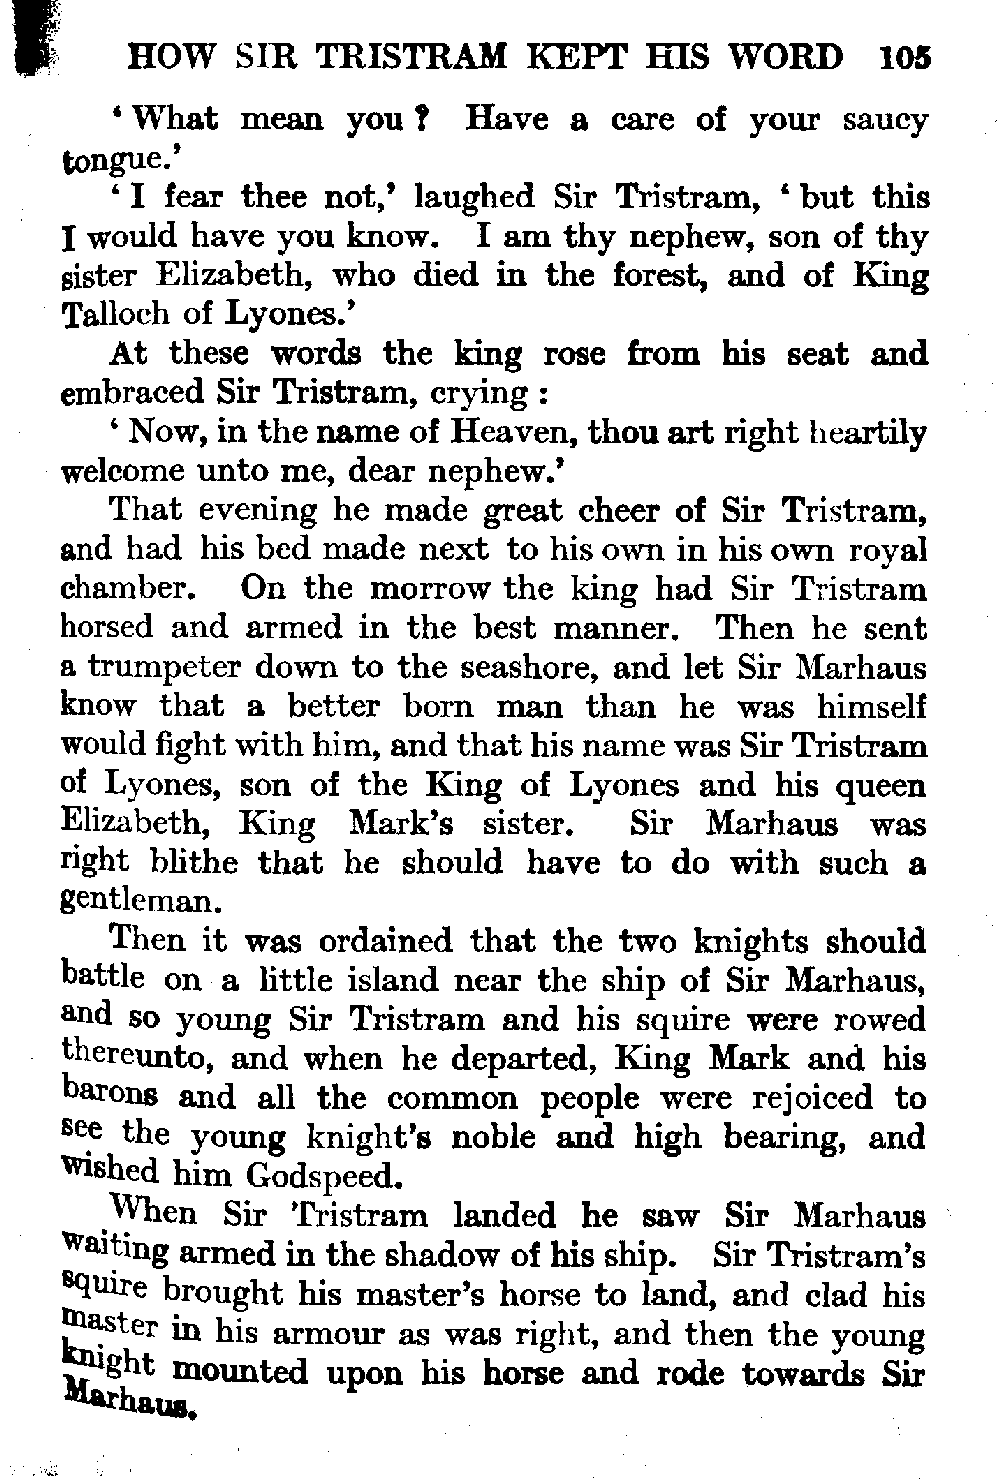 HOW SIR TRISTRAM KEPT HIS WORD 105
‘ What mean you ? Have a care of your saucy
tongue.’
‘ I fear thee not,’ laughed Sir Tristram, ‘ but this
I would have you know. I am thy nephew, son of thy
sister Elizabeth, who died in the forest, and of King
Talloch of Lyones.’
At these words the king rose from his seat and
embraced Sir Tristram, crying :
‘ Now, in the name of Heaven, thou art right heartily
welcome unto me, dear nephew.’
That evening he made great cheer of Sir Tristram,
and had his bed made next to his own in his own royal
chamber. On the morrow the king had Sir Tristram
horsed and armed in the best manner. Then he sent
a trumpeter down to the seashore, and let Sir Marhaus
know that a better born man than he was himself
would fight with him, and that his name was Sir Tristram
of Lyones, son of the King of Lyones and his queen
Elizabeth, King Mark’s sister. Sir Marhaus was
right blithe that he should have to do with such a
gentleman.
Then it was ordained that the two knights should
battle on a little island near the ship of Sir Marhaus,
and so young Sir Tristram and his squire were rowed
thereunto, and when he departed, King Mark and his
barons and all the common people were rejoiced to
see the young knight’s noble and high bearing, and
wished him Godspeed.
When Sir Tristram landed he saw Sir Marhaus
waiting armed in the shadow of his ship. Sir Tristram’s
squire brought his master’s horse to land, and clad his
master in his armour as was right, and then the young
knight mounted upon his horse and rode towards Sir
Marhaus.